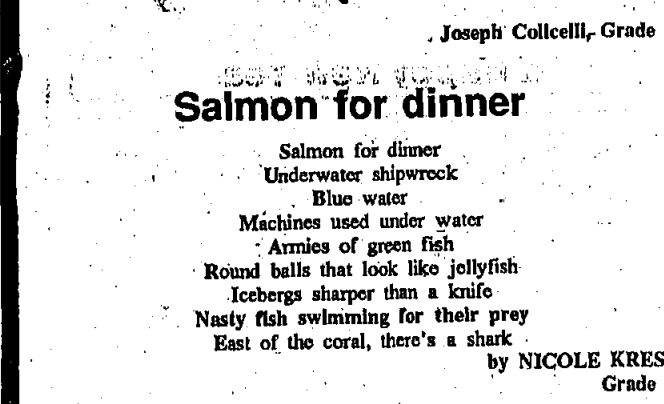 Joseph Colicelli, Grade
Salmon for dinner
Salmon for dinner
Underwater shipwreck
Blue water
Machines used under water
Armies of green fish
Round balls that look like jellyfish
Icebergs sharper than a knife
Nasty fish swimming for their prey
East of the coral, there's a shark
by NICOLE KRES
Grade